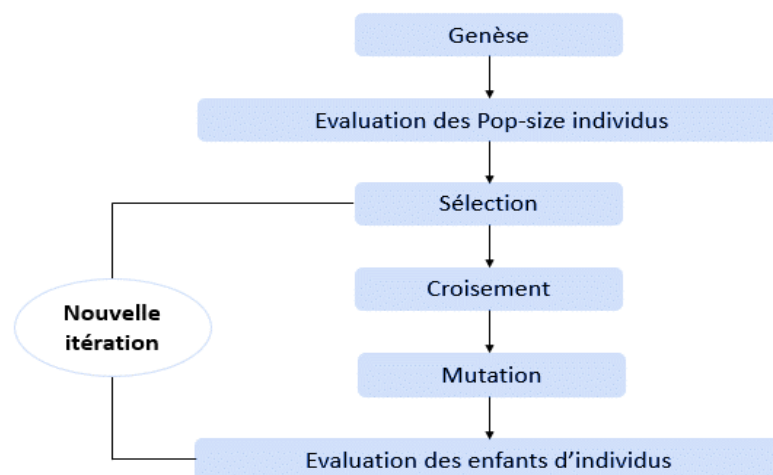 Genèse
Evaluation des Pop-size individus
Sélection
Croisement
Nouvelle
itération
Mutation
Evaluation des enfants d’individus